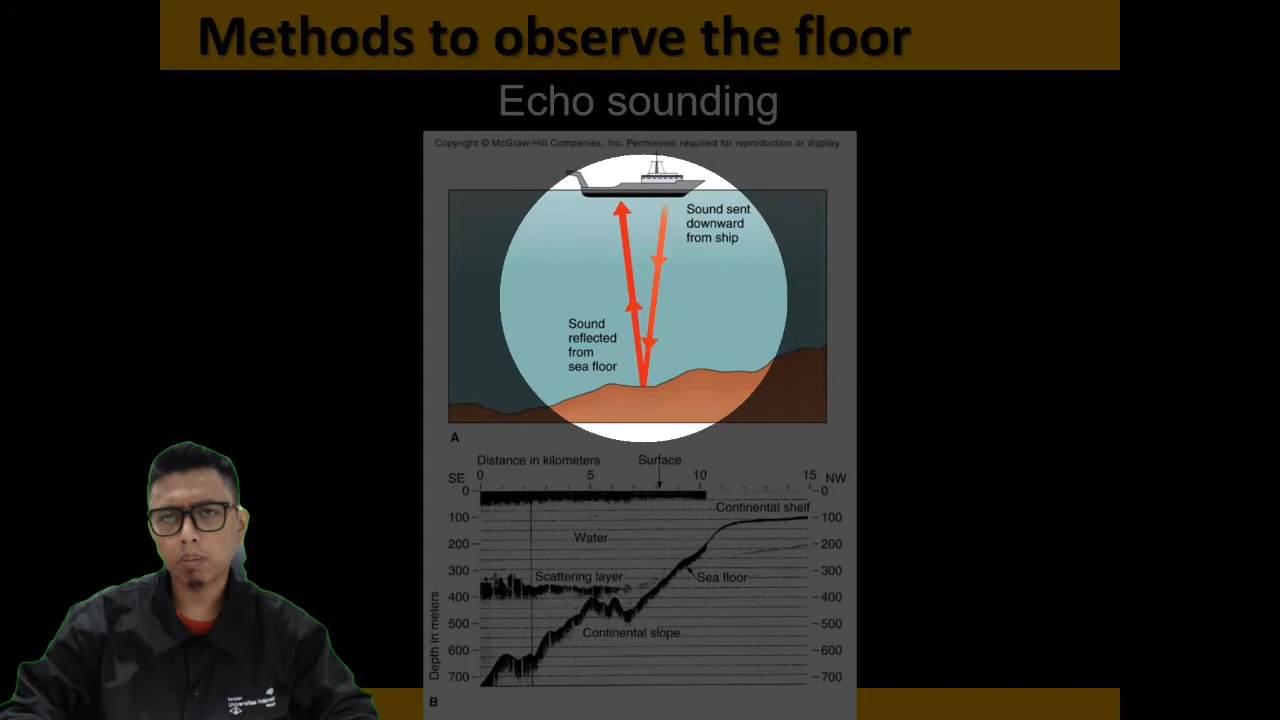 Methods to observe the floor
Echo sounding
Copyright © McGraw-Hill Companies, Inc. Permission required for reproduction or display.
Sound sent
downward
from ship
Sound
reflected
from
sea floor
A
Distance in kilometers
Surface
SE 0 5 10 15 NW
0 0
Continental shelf
100 100
Water
200 200
300 300
Scattering layer
Sea floor
400 400
500 500
Continental slope
600 600
700 700
Depth in meters
B
Universitas